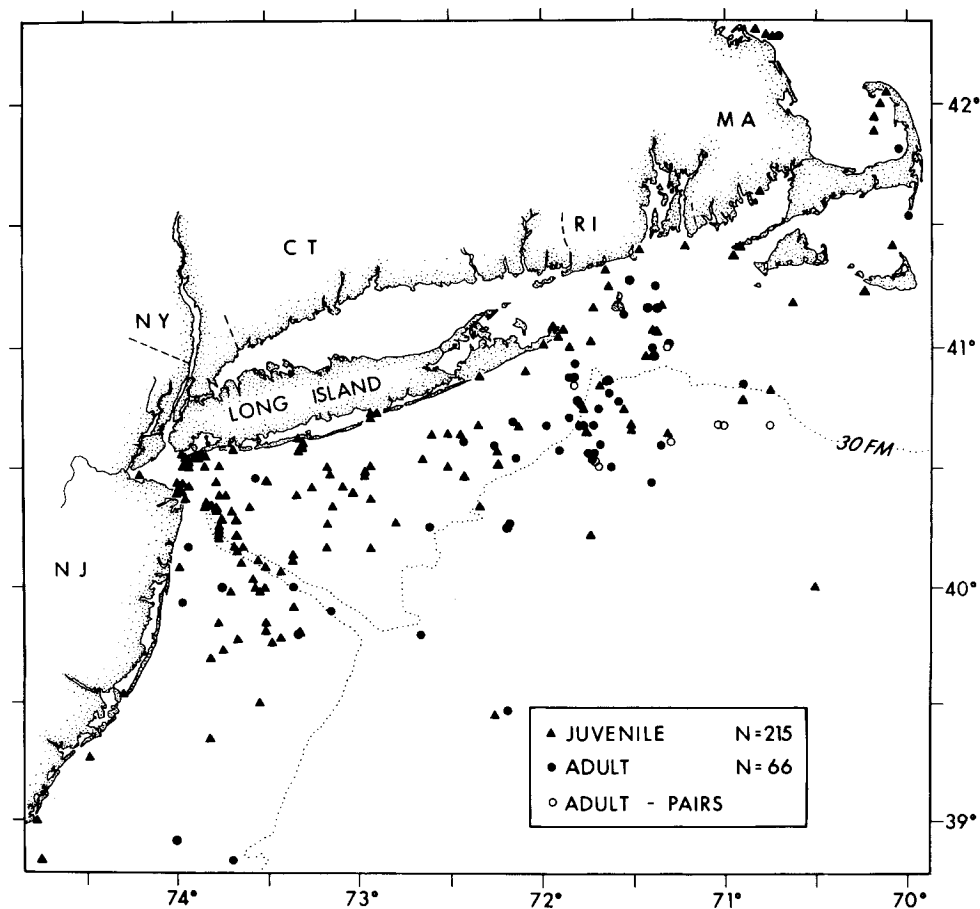 MA
42°
RI
CT
NY
41°
LONG ISLAND
30 FM
NJ
40°
JUVENILE N=215
ADULT N=66
ADULT - PAIRS
39°
74° 73° 72° 71° 70°